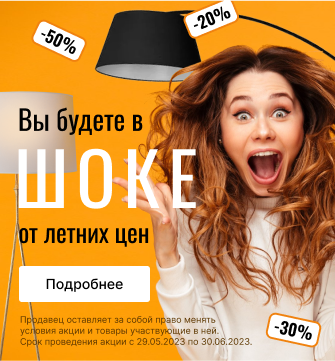 -50%
-20%
Вы будете в
ШОКЕ
от летних цен
Подробнее
Продавец оставляет за собой право менять
условия акции и товары участвующие в ней.
Срок проведения акции с 29.05.2023 по 30.06.2023.
-30%